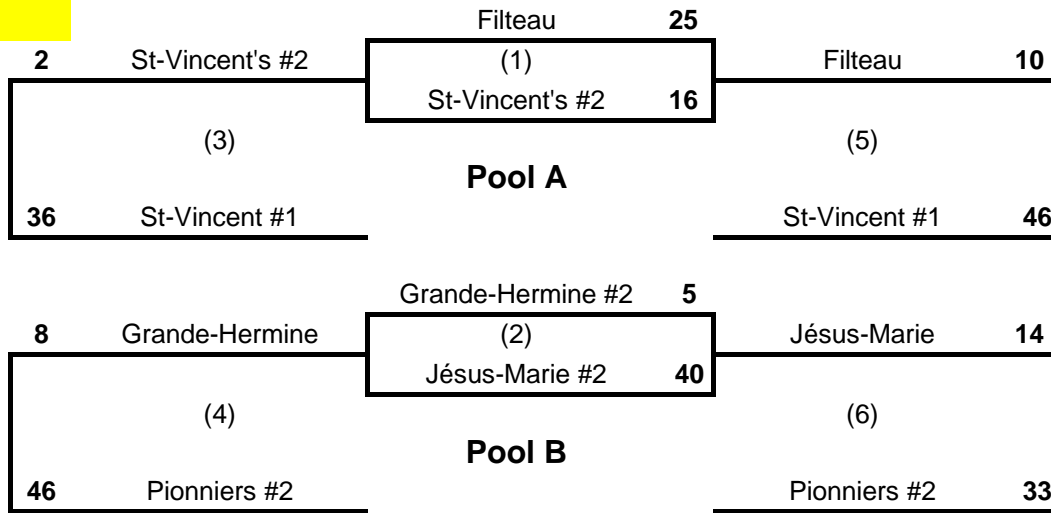 Filteau 25
2 St-Vincent's #2 (1) Filteau 10
St-Vincent's #2 16
(3) (5)
Pool A
36 St-Vincent #1 St-Vincent #1 46
Grande-Hermine #2 5
8 Grande-Hermine (2) Jésus-Marie 14
Jésus-Marie #2 40
(4) (6)
Pool B
46 Pionniers #2 Pionniers #2 33